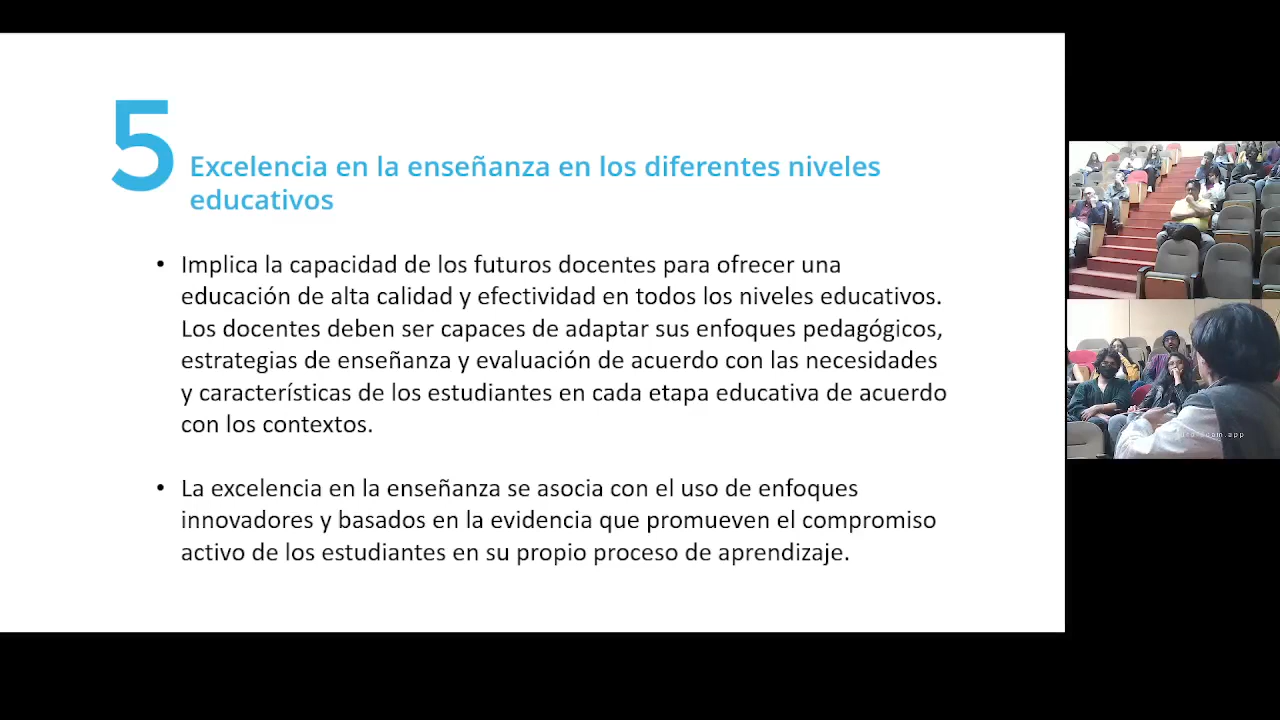 5
Excelencia en la enseñanza en los diferentes niveles
educativos
• Implica la capacidad de los futuros docentes para ofrecer una
educación de alta calidad y efectividad en todos los niveles educativos.
Los docentes deben ser capaces de adaptar sus enfoques pedagógicos,
estrategias de enseñanza y evaluación de acuerdo con las necesidades
y características de los estudiantes en cada etapa educativa de acuerdo
con los contextos.
• La excelencia en la enseñanza se asocia con el uso de enfoques
innovadores y basados en la evidencia que promueven el compromiso
activo de los estudiantes en su propio proceso de aprendizaje.